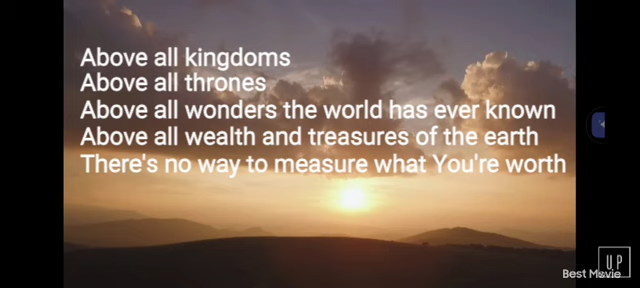 Above all kingdoms
Above all thrones
Above all wonders the world has ever known
Above all wealth and treasures of the earth
There's no way to measure what You're worth
UP
Best Movie